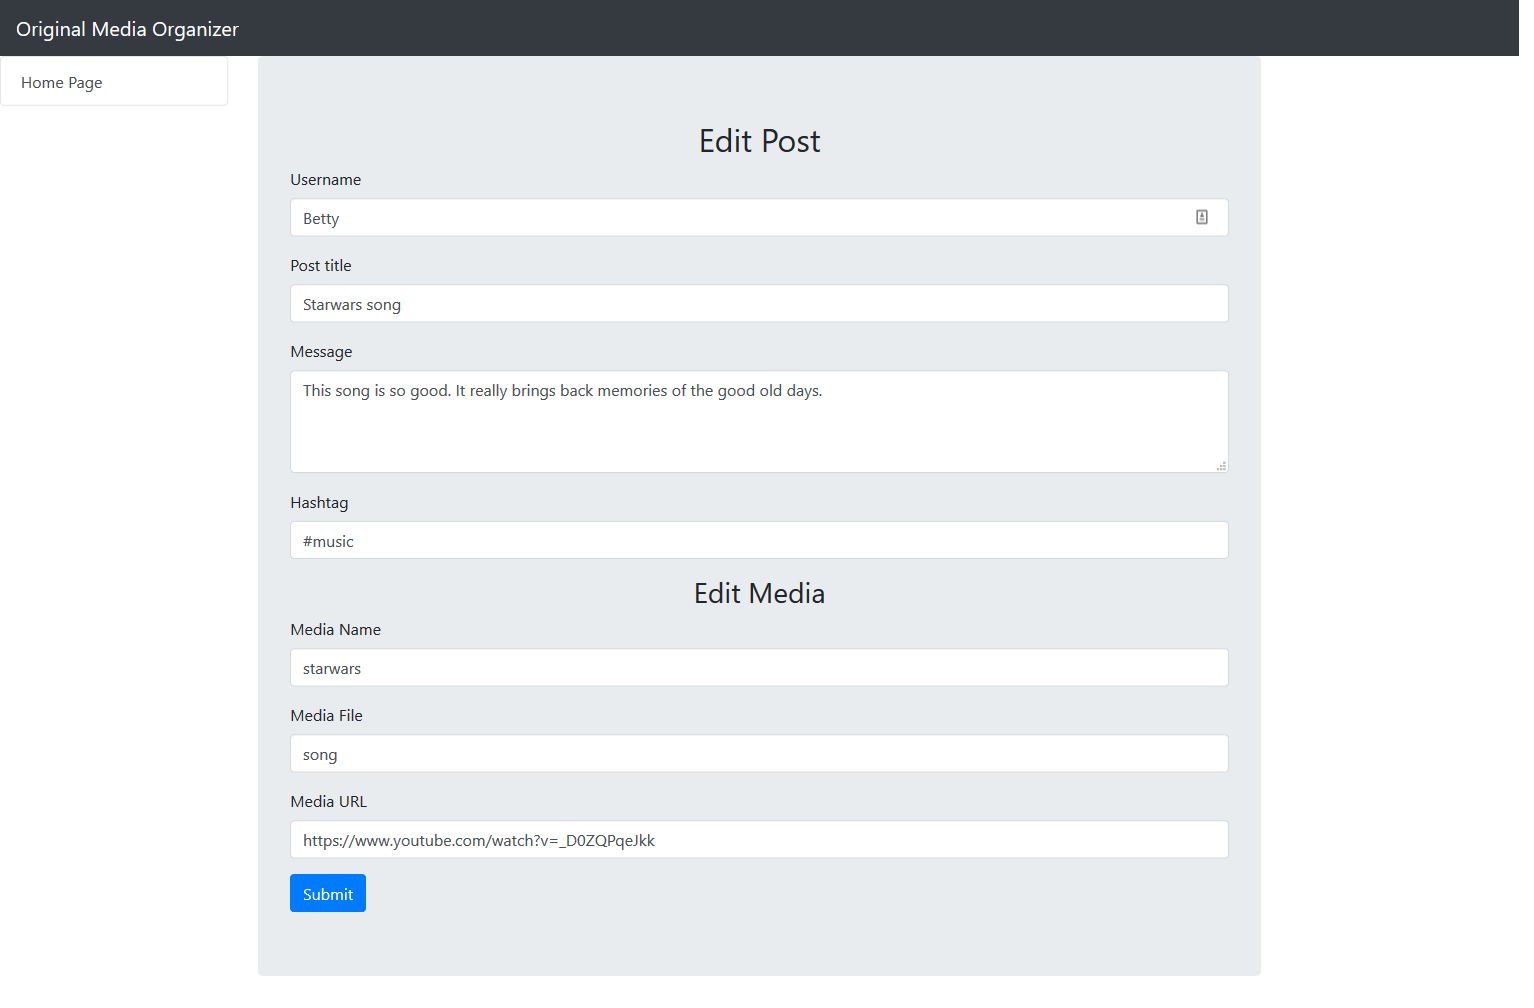 Original Media Organizer
Home Page
Edit Post
Username
Betty
Post title
Starwars song
Message
This song is so good. It really brings back memories of the good old days.
Hashtag
#music
Edit Media
Media Name
starwars
Media File
song
Media URL
https://www.youtube.com/watch?v=_D0ZQPqeJkk
Submit